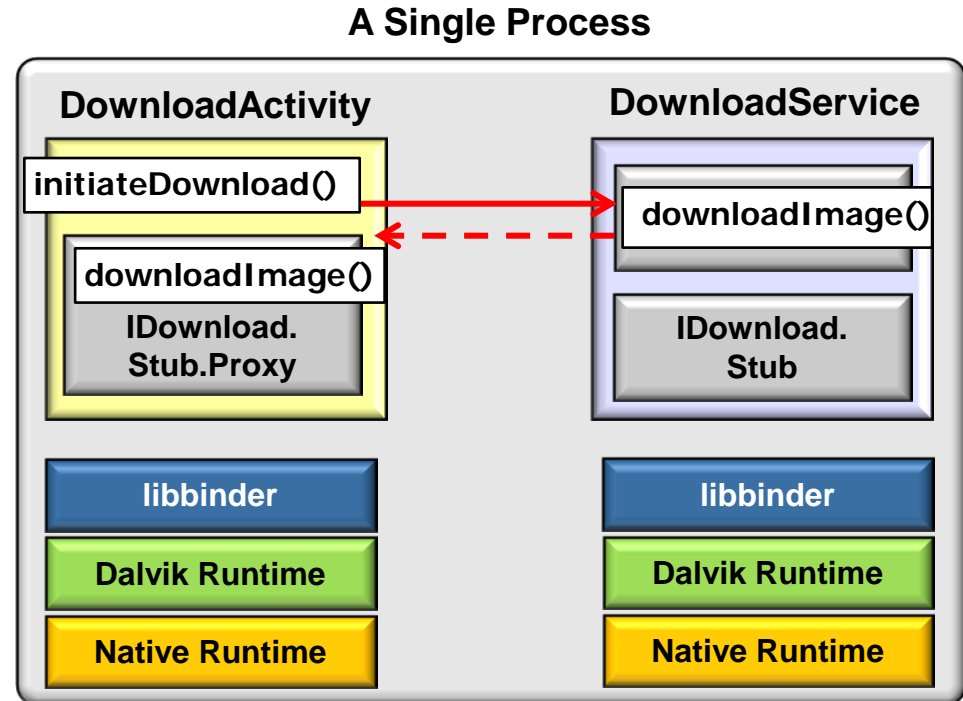 A Single Process
DownloadActivity
initiateDownload()
downloadImage()
IDownload.
Stub.Proxy
libbinder
Dalvik Runtime
Native Runtime
DownloadService
downloadImage()
IDownload.
Stub
libbinder
Dalvik Runtime
Native Runtime